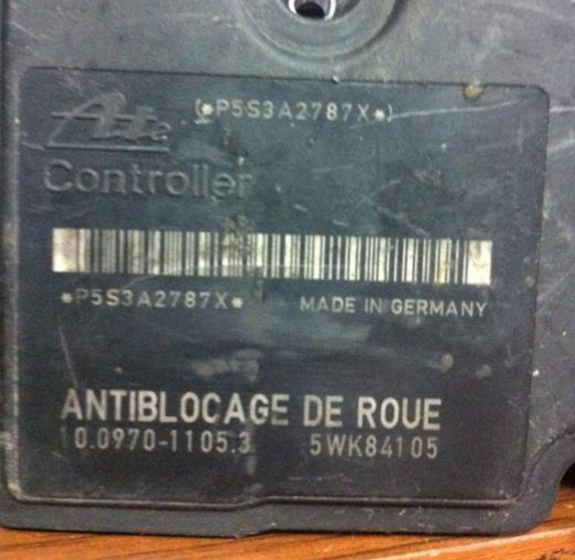 (*P5S3A2787X*)
Ate
Controller
*P5S3A2787X* MADE IN GERMANY
ANTIBLOCAGE DE ROUE
10.0970-1105.3 5WK84105